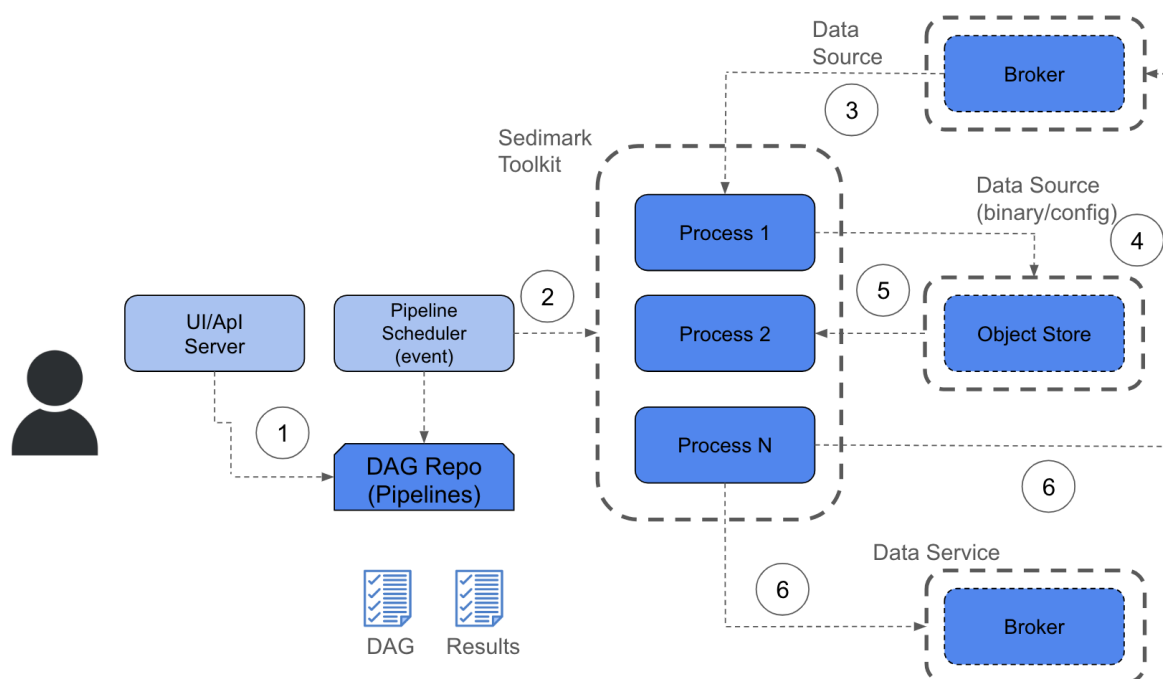 Data
Source
Broker
3
Sedimark
Toolkit
Data Source
(binary/config)
Process 1
4
2
5
UI/ApI
Server
Pipeline
Scheduler
(event)
Process 2
Object Store
1
DAG Repo
(Pipelines)
Process N
6
Data Service
6
Broker
DAG
Results